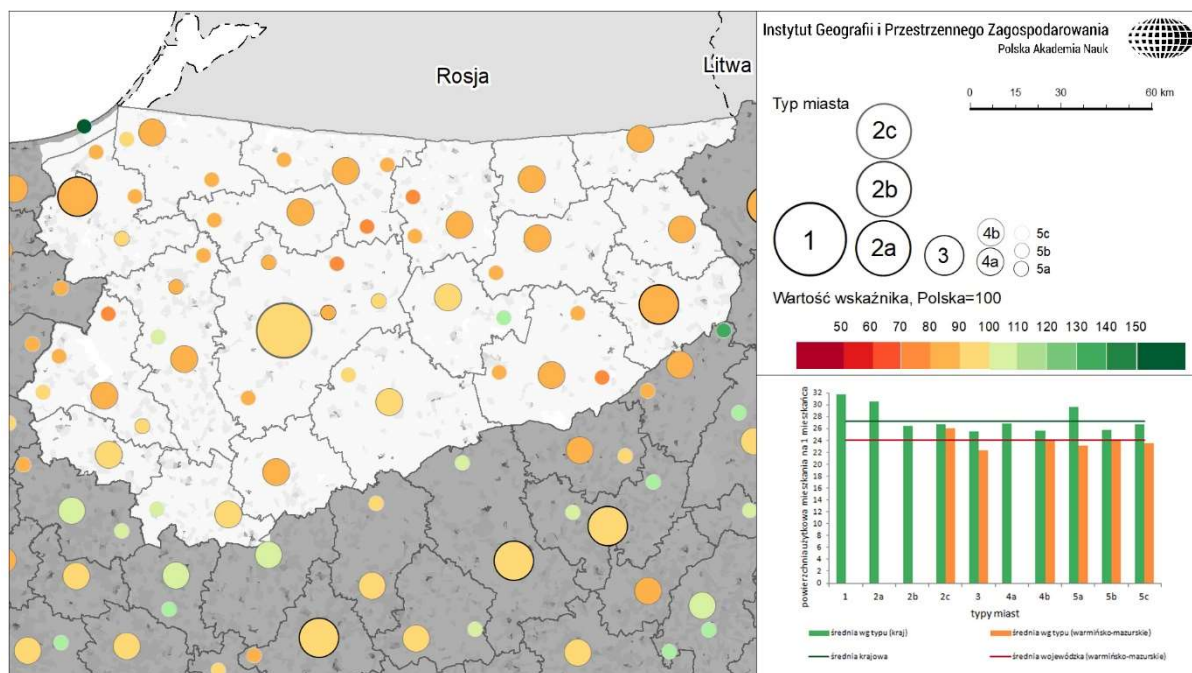 Rosja
Litwa
Instytut Geografii i Przestrzennego Zagospodarowania
Polska Akademia Nauk
0 15 30 60 km
Typ miasta
2c
2b
1
2a
3
4b
4a
5c
5b
5a
Wartość wskaźnika, Polska=100
50 60 70 80 90 100 110 120 130 140 150
powierzchnia użytkowa mieszkania na 1 mieszkańca
32
30
28
26
24
22
20
18
16
14
12
10
8
6
4
2
0
1 2a 2b 2c 3 4a 4b 5a 5b 5c
typy miast
średnia wg typu (kraj)
średnia wg typu (warmińsko-mazurskie)
średnia krajowa
średnia wojewódzka (warmińsko-mazurskie)